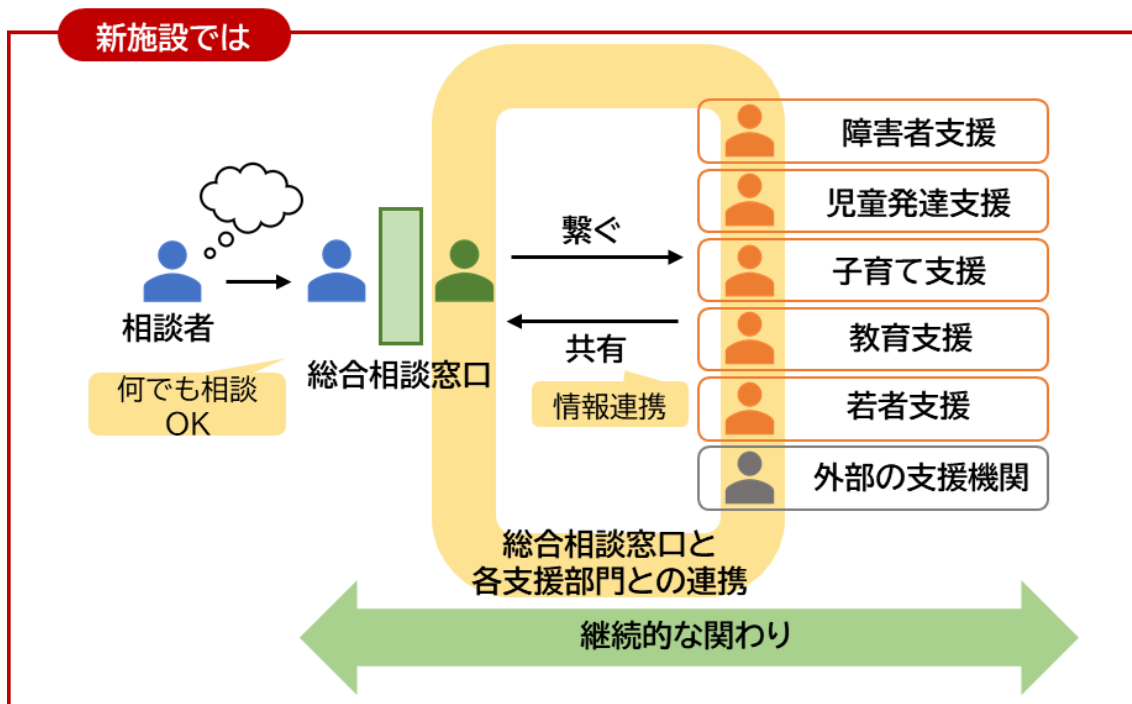 新施設では
相談者
何でも相談
OK
総合相談窓口
繋ぐ
共有
情報連携
障害者支援
児童発達支援
子育て支援
教育支援
若者支援
外部の支援機関
総合相談窓口と
各支援部門との連携
継続的な関わり